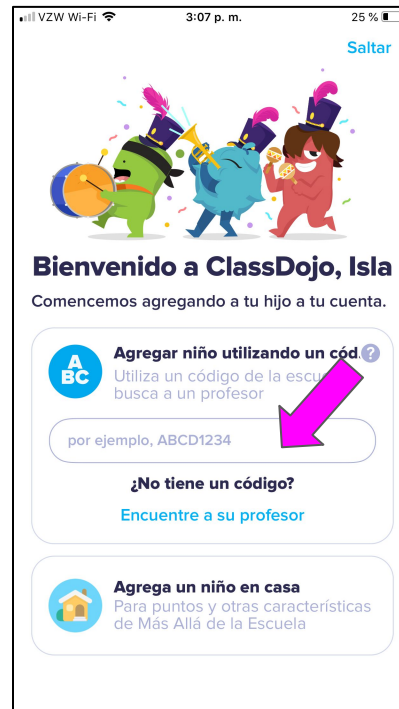 VZW Wi-Fi 3:07 p. m. 25 %
Saltar
Bienvenido a ClassDojo, Isla
Comencemos agregando a tu hijo a tu cuenta.
A
BC
Agregar niño utilizando un cód. ?
Utiliza un código de la
busca a un profesor
por ejemplo, ABCD1234
¿No tiene un código?
Encuentre a su profesor
Agrega un niño en casa
Para puntos y otras características
de Más Allá de la Escuela